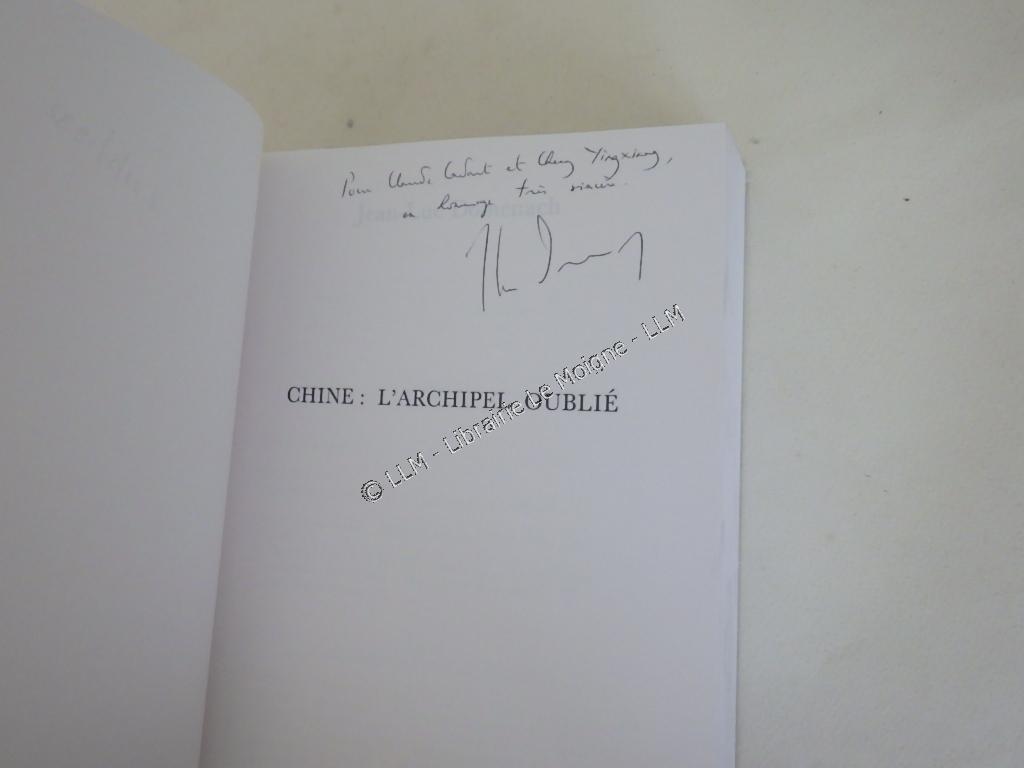 Pour Claude Cadart et Cheng Yingxiang,
en hommage très sincère.
Jean-Luc Domenach
CHINE : L'ARCHIPEL OUBLIÉ
© LLM - Librairie Le Moigne - LLM